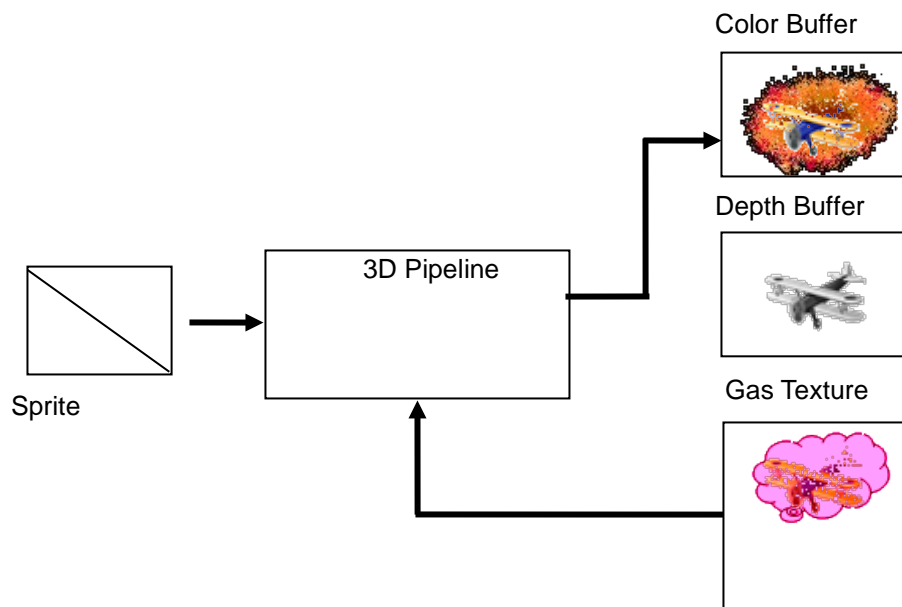 Color Buffer
Depth Buffer
3D Pipeline
Sprite
Gas Texture